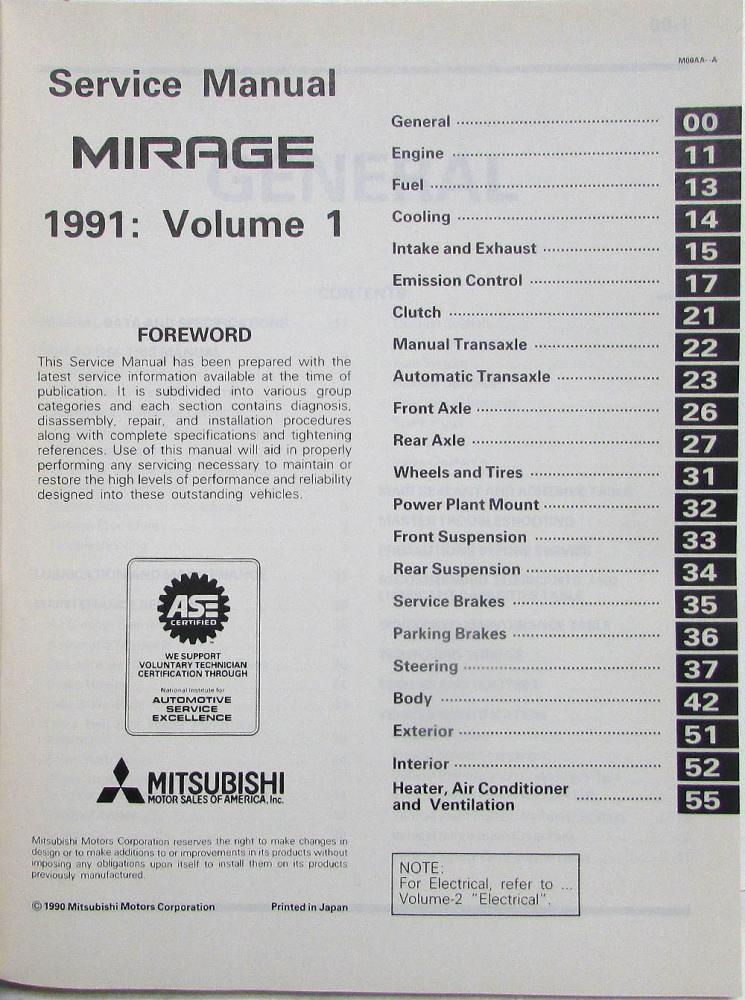 M00AA--A
Service Manual
MIRAGE
1991: Volume 1
FOREWORD
This Service Manual has been prepared with the
latest service information available at the time of
publication. It is subdivided into various group
categories and each section contains diagnosis,
disassembly, repair, and installation procedures
along with complete specifications and tightening
references. Use of this manual will aid in properly
performing any servicing necessary to maintain or
restore the high levels of performance and reliability
designed into these outstanding vehicles.
ASE
CERTIFIED
WE SUPPORT
VOLUNTARY TECHNICIAN
CERTIFICATION THROUGH
National Institute for
AUTOMOTIVE
SERVICE
EXCELLENCE
MITSUBISHI
MOTOR SALES OF AMERICA, Inc.
Mitsubishi Motors Corporation reserves the right to make changes in
design or to make additions to or improvements in its products without
imposing any obligations upon itself to install them on its products
previously manufactured.
© 1990 Mitsubishi Motors Corporation Printed in Japan
General 00
Engine 11
Fuel 13
Cooling 14
Intake and Exhaust 15
Emission Control 17
Clutch 21
Manual Transaxle 22
Automatic Transaxle 23
Front Axle 26
Rear Axle 27
Wheels and Tires 31
Power Plant Mount 32
Front Suspension 33
Rear Suspension 34
Service Brakes 35
Parking Brakes 36
Steering 37
Body 42
Exterior 51
Interior 52
Heater, Air Conditioner
and Ventilation 55
NOTE:
For Electrical, refer to ...
Volume-2 "Electrical".